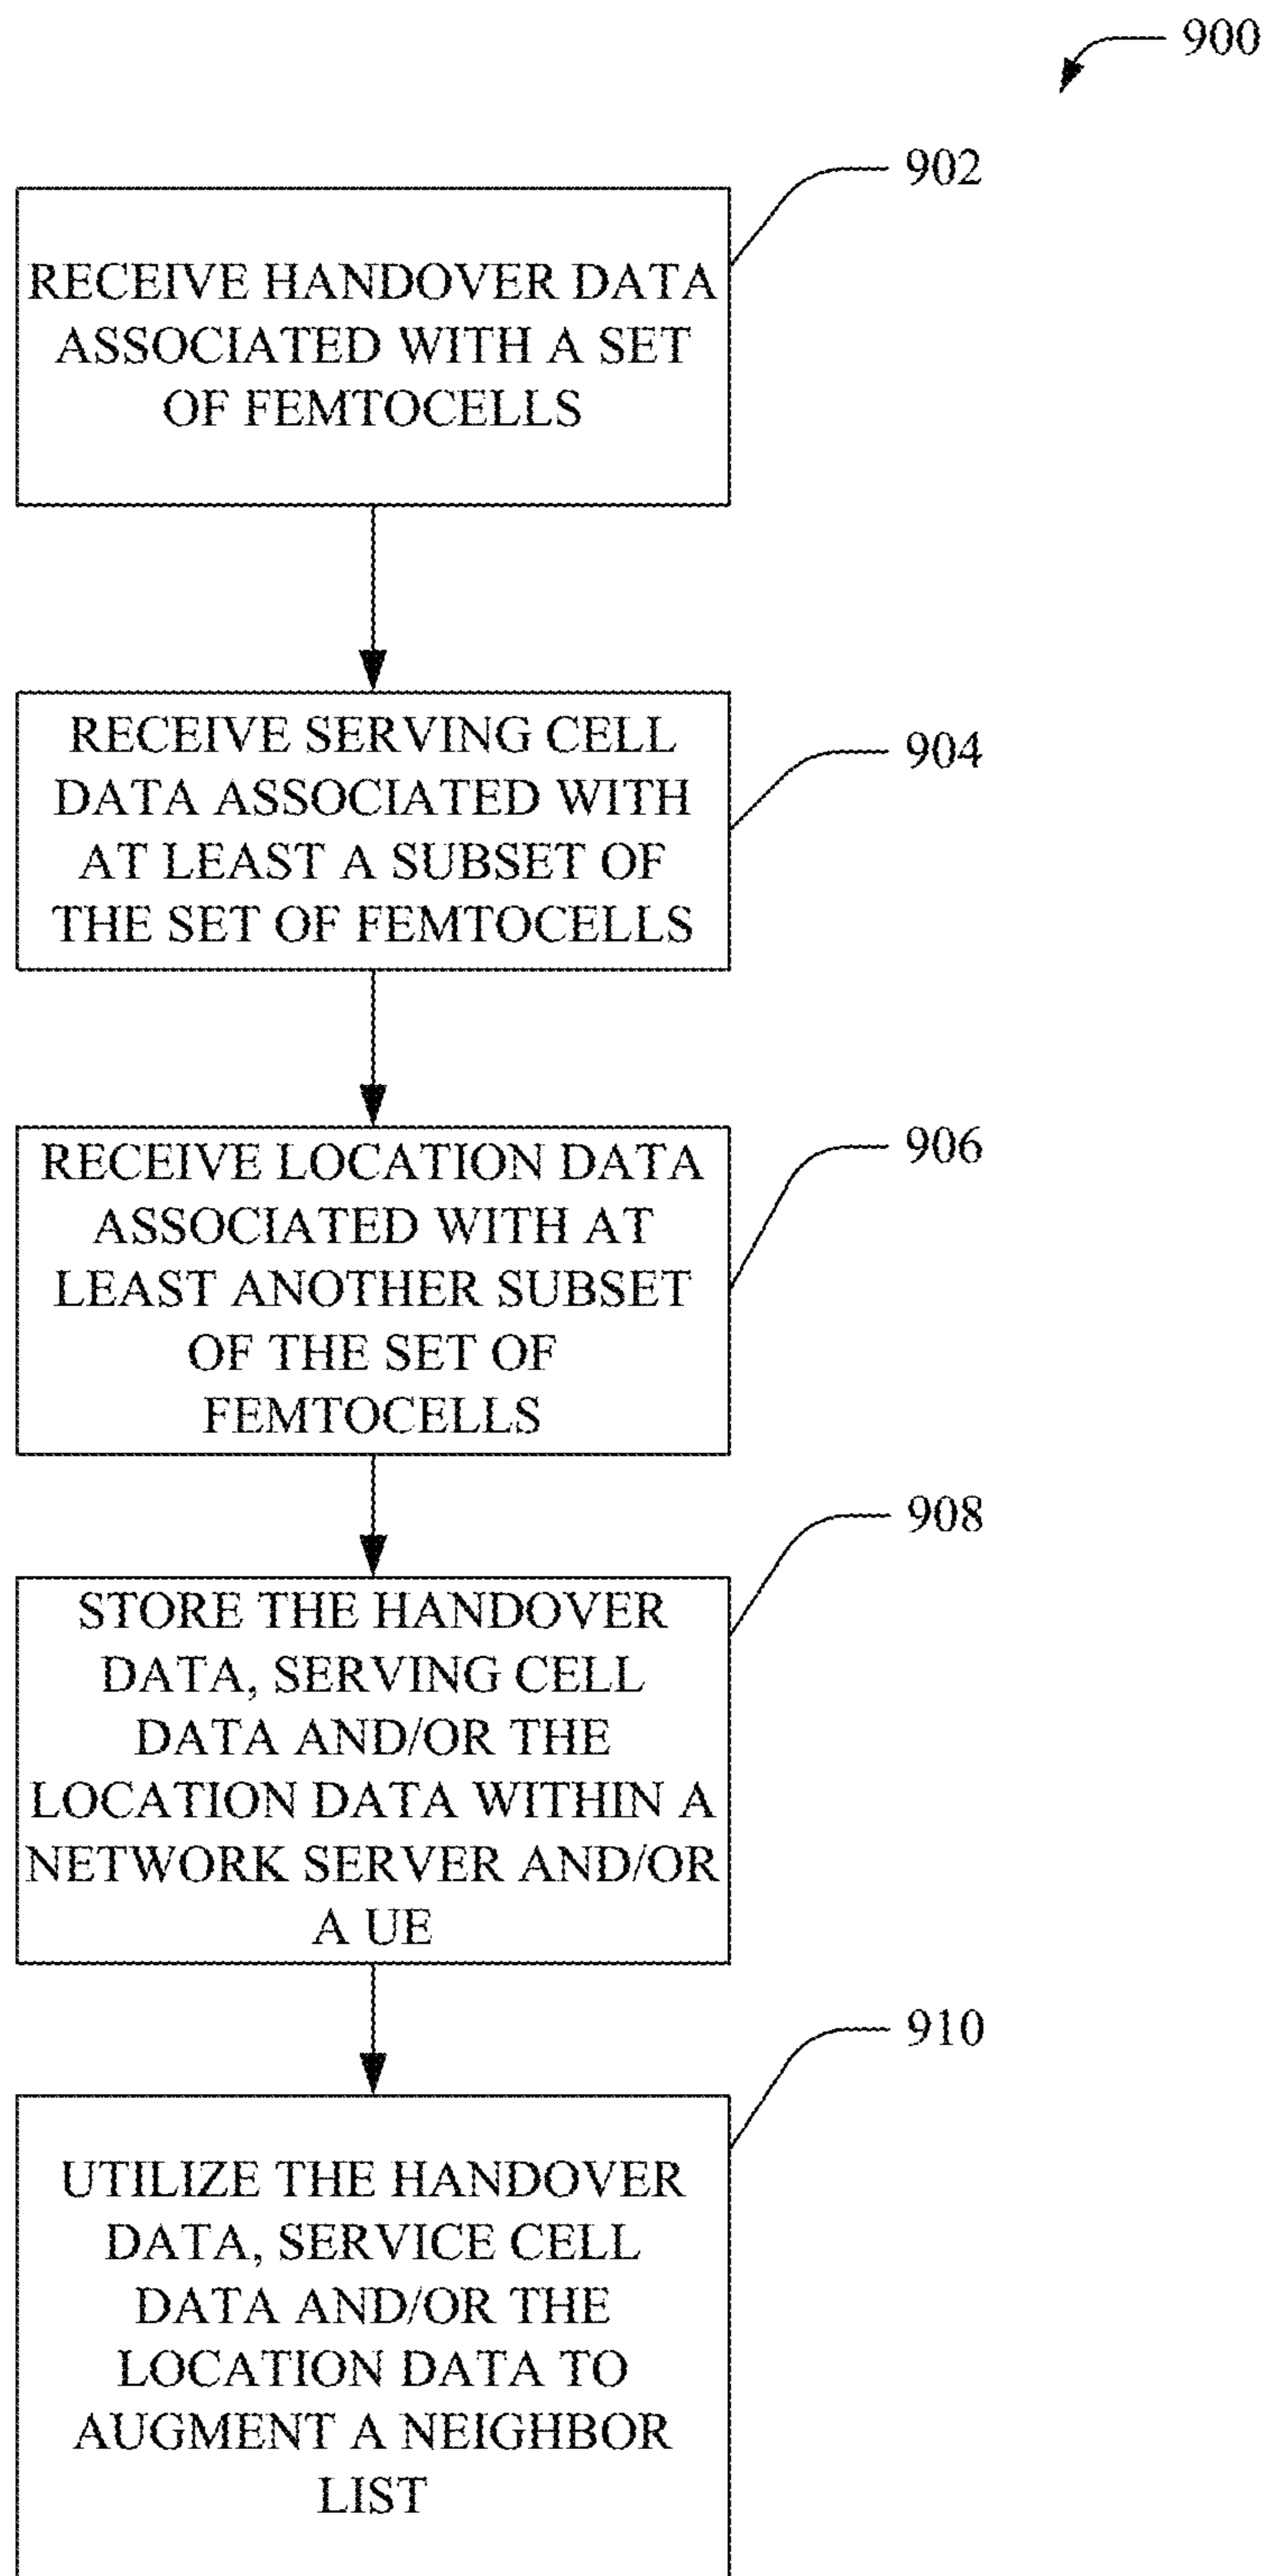 900
902
RECEIVE HANDOVER DATA
ASSOCIATED WITH A SET
OF FEMTOCELLS
904
RECEIVE SERVING CELL
DATA ASSOCIATED WITH
AT LEAST A SUBSET OF
THE SET OF FEMTOCELLS
906
RECEIVE LOCATION DATA
ASSOCIATED WITH AT
LEAST ANOTHER SUBSET
OF THE SET OF
FEMTOCELLS
908
STORE THE HANDOVER
DATA, SERVING CELL
DATA AND/OR THE
LOCATION DATA WITHIN A
NETWORK SERVER AND/OR
A UE
910
UTILIZE THE HANDOVER
DATA, SERVICE CELL
DATA AND/OR THE
LOCATION DATA TO
AUGMENT A NEIGHBOR
LIST